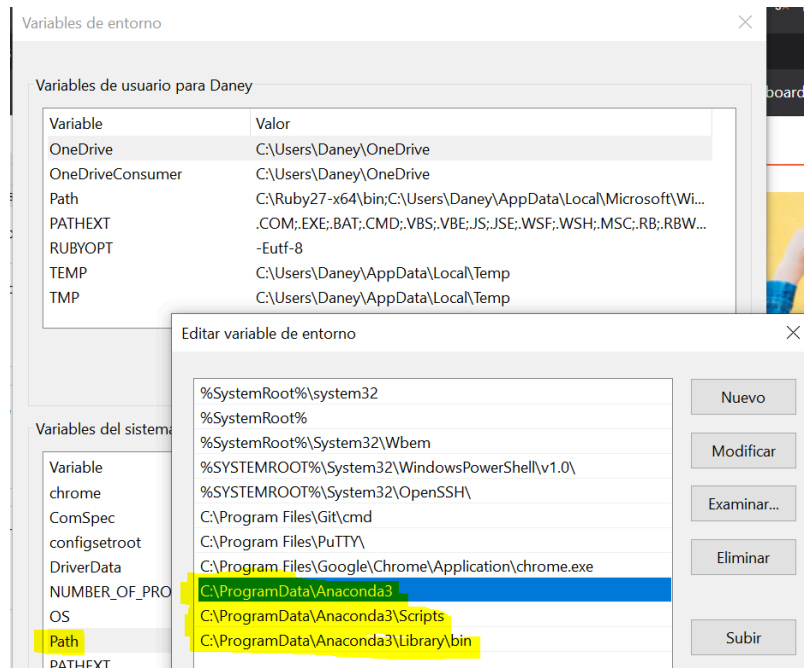 Variables de entorno
board
Variables de usuario para Daney
Variable Valor
OneDrive C:\Users\Daney\OneDrive
OneDriveConsumer C:\Users\Daney\OneDrive
Path C:\Ruby27-x64\bin;C:\Users\Daney\AppData\Local\Microsoft\Wi...
PATHEXT .COM;.EXE;.BAT;.CMD;.VBS;.VBE;.JS;.JSE;.WSF;.WSH;.MSC;.RB;.RBW...
RUBYOPT -Eutf-8
TEMP C:\Users\Daney\AppData\Local\Temp
TMP C:\Users\Daney\AppData\Local\Temp
Editar variable de entorno
%SystemRoot%\system32
%SystemRoot%
%SystemRoot%\System32\Wbem
%SYSTEMROOT%\System32\WindowsPowerShell\v1.0\
%SYSTEMROOT%\System32\OpenSSH\
C:\Program Files\Git\cmd
C:\Program Files\PuTTY\
C:\Program Files\Google\Chrome\Application\chrome.exe
C:\ProgramData\Anaconda3
C:\ProgramData\Anaconda3\Scripts
C:\ProgramData\Anaconda3\Library\bin
Nuevo
Modificar
Examinar...
Eliminar
Subir
Variables del sistema
Variable
chrome
ComSpec
configsetroot
DriverData
NUMBER_OF_PRO
OS
Path
PATHEXT